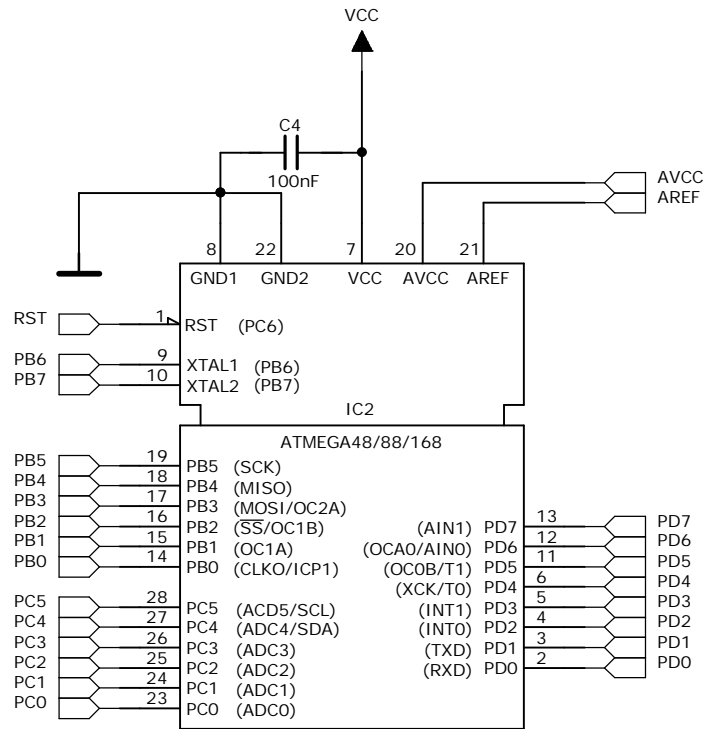 VCC
C4
100nF
AVCC
AREF
8 22 7 20 21
GND1 GND2 VCC AVCC AREF
RST 1 RST (PC6)
PB6 9 XTAL1 (PB6)
PB7 10 XTAL2 (PB7)
IC2
ATMEGA48/88/168
PB5 19 PB5 (SCK)
PB4 18 PB4 (MISO)
PB3 17 PB3 (MOSI/OC2A)
PB2 16 PB2 (SS/OC1B) (AIN1) PD7 13 PD7
PB1 15 PB1 (OC1A) (OCA0/AIN0) PD6 12 PD6
PB0 14 PB0 (CLKO/ICP1) (OC0B/T1) PD5 11 PD5
(XCK/T0) PD4 6 PD4
PC5 28 PC5 (ACD5/SCL) (INT1) PD3 5 PD3
PC4 27 PC4 (ADC4/SDA) (INT0) PD2 4 PD2
PC3 26 PC3 (ADC3) (TXD) PD1 3 PD1
PC2 25 PC2 (ADC2) (RXD) PD0 2 PD0
PC1 24 PC1 (ADC1)
PC0 23 PC0 (ADC0)